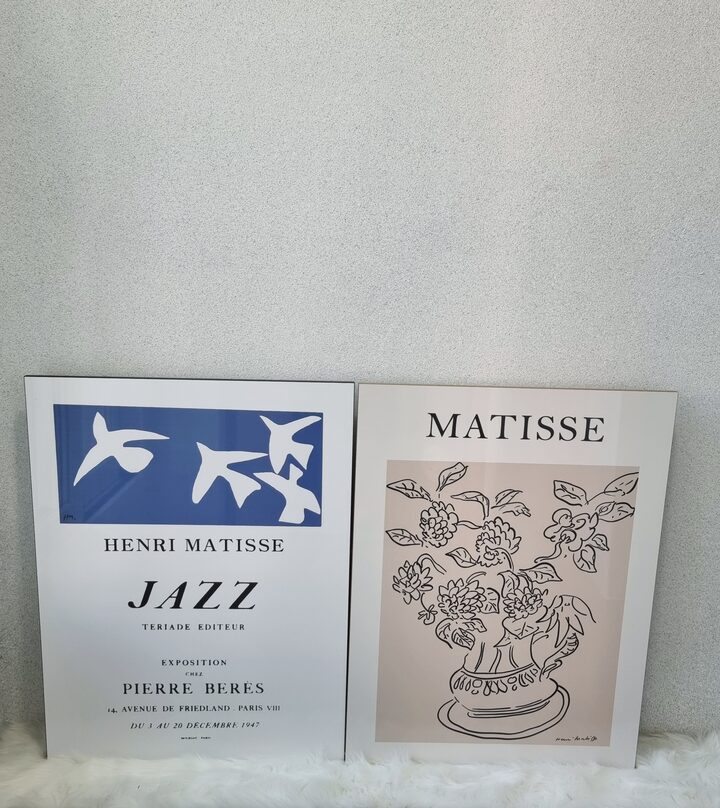 HM.
HENRI MATISSE
JAZZ
TERIADE EDITEUR
EXPOSITION
CHEZ
PIERRE BERÈS
14, AVENUE DE FRIEDLAND . PARIS VIII
DU 3 AU 20 DÉCEMBRE 1947
MATISSE